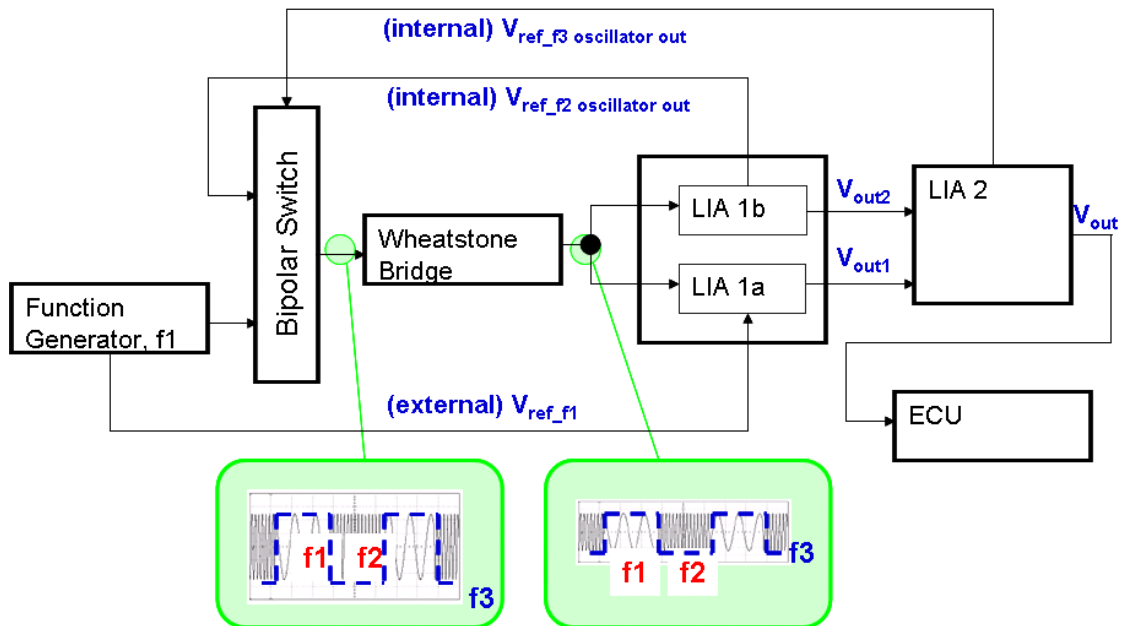 (internal) Vref_f3 oscillator out
(internal) Vref_f2 oscillator out
Bipolar Switch
LIA 1b
Vout2
LIA 2
Vout
Wheatstone
Bridge
Vout1
LIA 1a
Function
Generator, f1
(external) Vref_f1
ECU
f1
f2
f3
f1
f2
f3